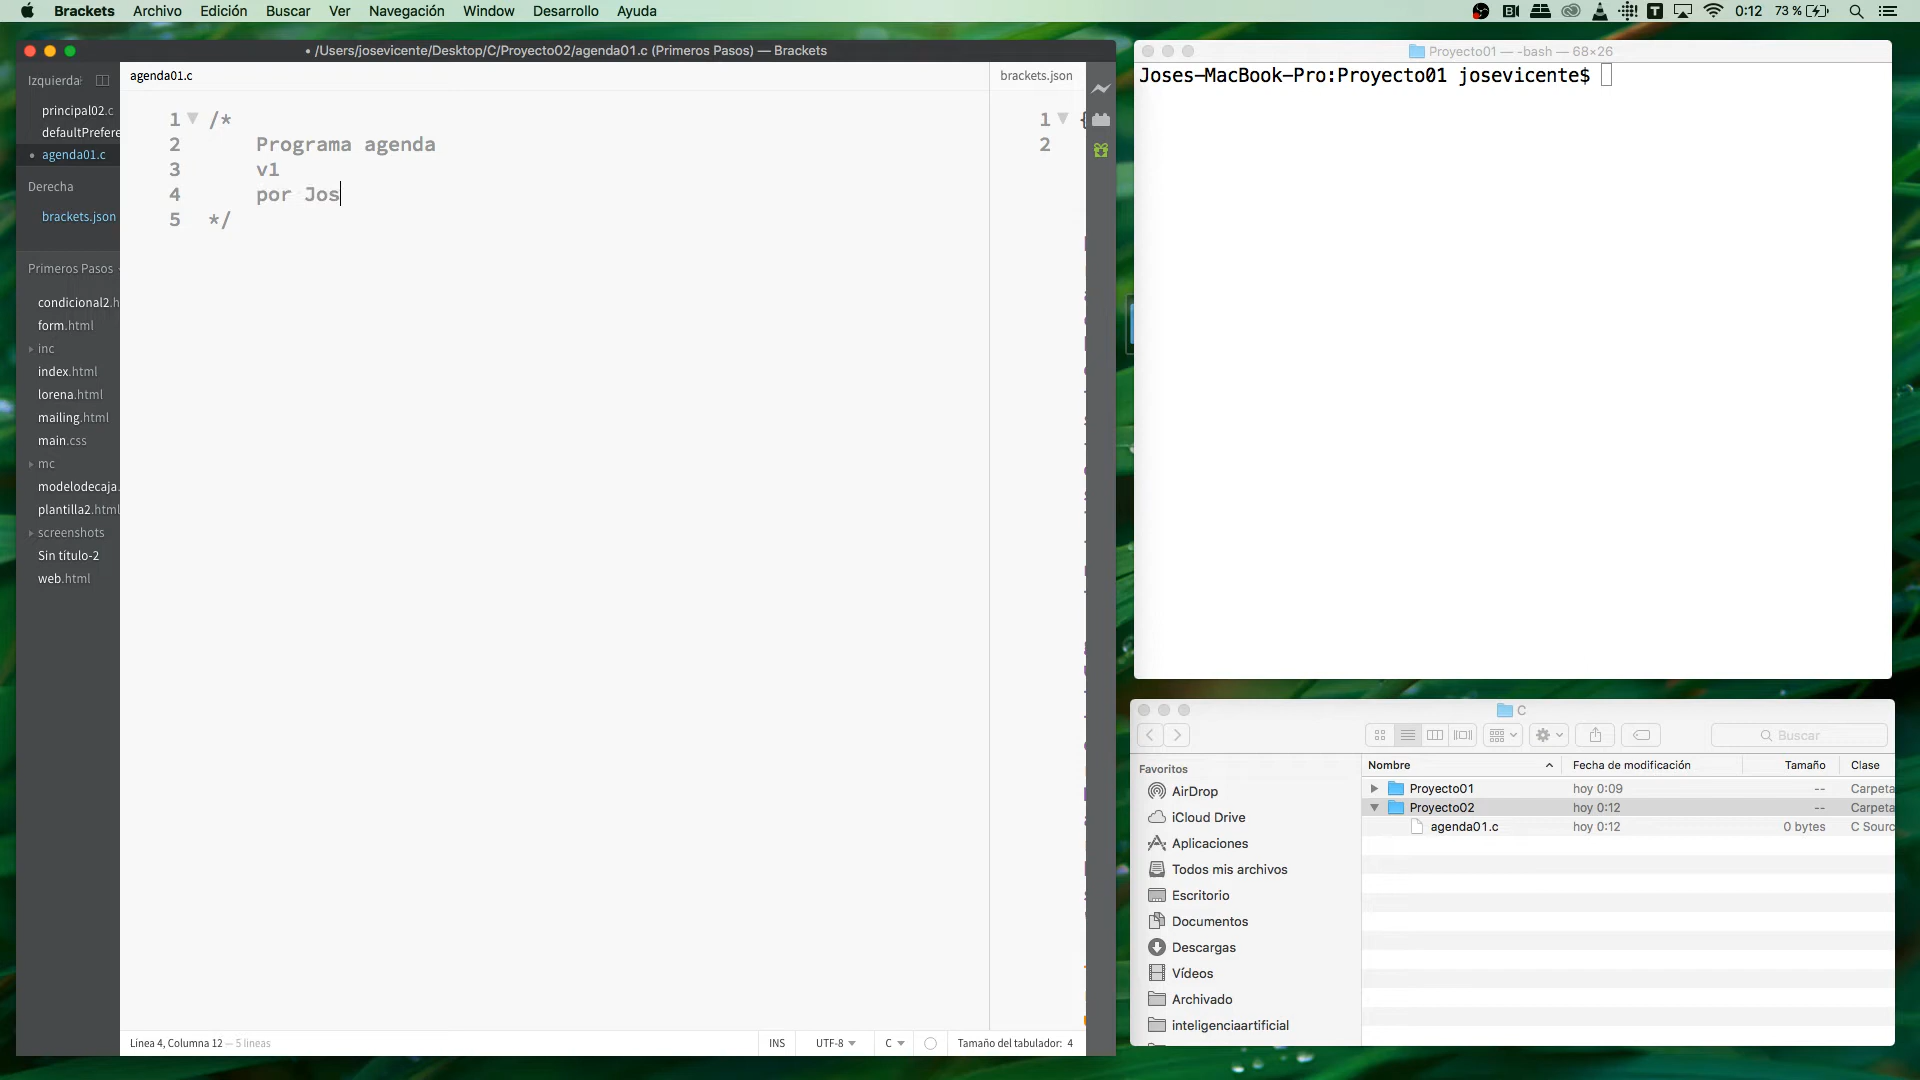 Brackets Archivo Edición Buscar Ver Navegación Window Desarrollo Ayuda
0:12 73 %
• /Users/josevicente/Desktop/C/Proyecto02/agenda01.c (Primeros Pasos) — Brackets
Izquierda
principal02.c
defaultPrefere
• agenda01.c
Derecha
brackets.json
Primeros Pasos
condicional2.h
form.html
inc
index.html
lorena.html
mailing.html
main.css
mc
modelodecaja.
plantilla2.html
screenshots
Sin título-2
web.html
agenda01.c
1 /*
2 Programa agenda
3 v1
4 por Jos
5 */
brackets.json
1 {
2
Línea 4, Columna 12 — 5 líneas
INS UTF-8 C Tamaño del tabulador: 4
Proyecto01 — -bash — 68×26
Joses-MacBook-Pro:Proyecto01 josevicente$
C
Buscar
Favoritos
AirDrop
iCloud Drive
Aplicaciones
Todos mis archivos
Escritorio
Documentos
Descargas
Vídeos
Archivado
inteligenciaartificial
Nombre Fecha de modificación Tamaño Clase
Proyecto01 hoy 0:09 -- Carpeta
Proyecto02 hoy 0:12 -- Carpeta
agenda01.c hoy 0:12 0 bytes C Sourc